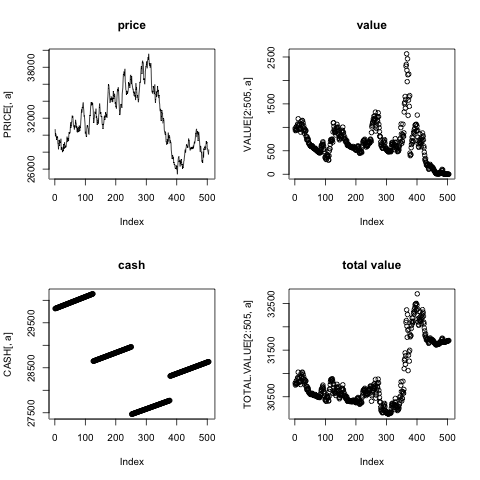 price
PRICE[, a]
38000
32000
26000
0 100 200 300 400 500
Index
value
VALUE[2:505, a]
2500
1500
500
0
0 100 200 300 400 500
Index
cash
CASH[, a]
29500
28500
27500
0 100 200 300 400 500
Index
total value
TOTAL.VALUE[2:505, a]
32500
31500
30500
0 100 200 300 400 500
Index